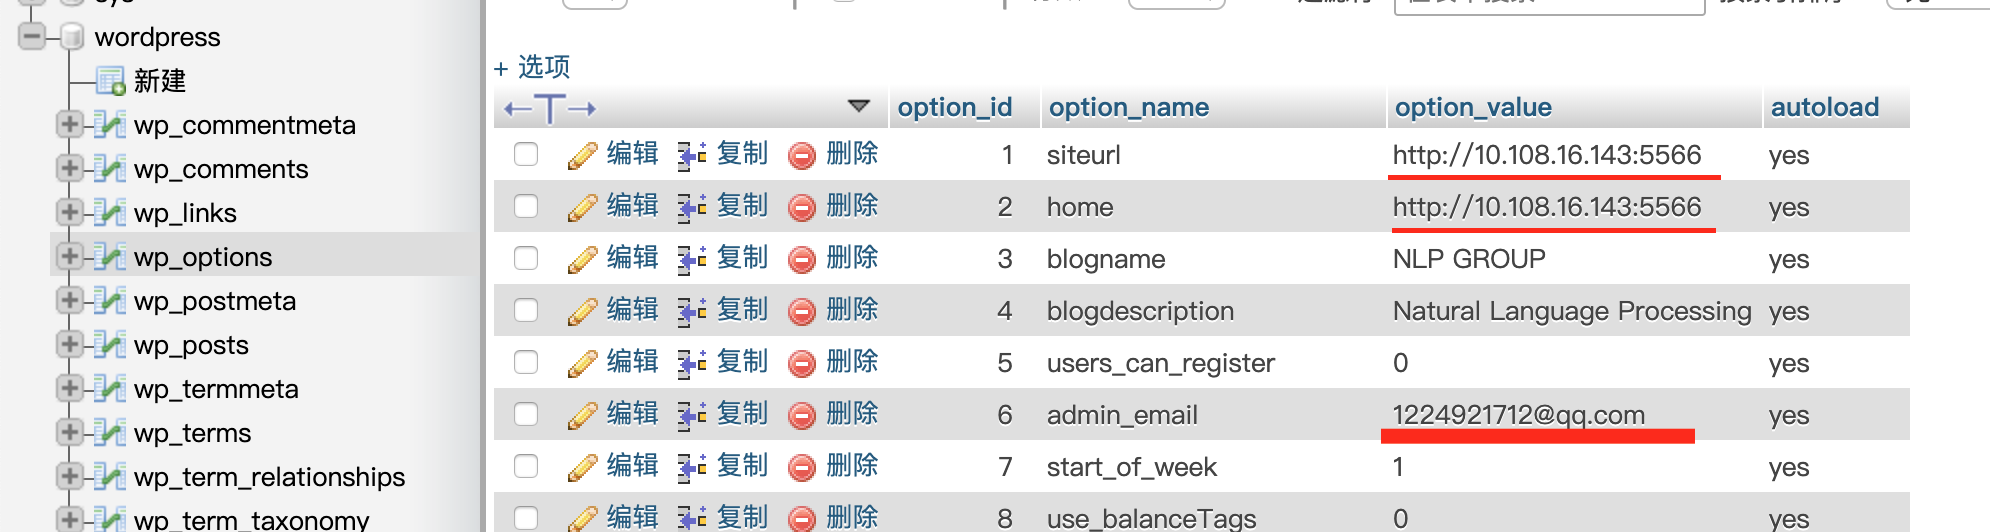 sys
wordpress
新建
wp_commentmeta
wp_comments
wp_links
wp_options
wp_postmeta
wp_posts
wp_termmeta
wp_terms
wp_term_relationships
wp_term_taxonomy
+ 选项
←T→ option_id option_name option_value autoload
编辑 复制 删除 1 siteurl http://10.108.16.143:5566 yes
编辑 复制 删除 2 home http://10.108.16.143:5566 yes
编辑 复制 删除 3 blogname NLP GROUP yes
编辑 复制 删除 4 blogdescription Natural Language Processing yes
编辑 复制 删除 5 users_can_register 0 yes
编辑 复制 删除 6 admin_email 1224921712@qq.com yes
编辑 复制 删除 7 start_of_week 1 yes
编辑 复制 删除 8 use_balanceTags 0 yes